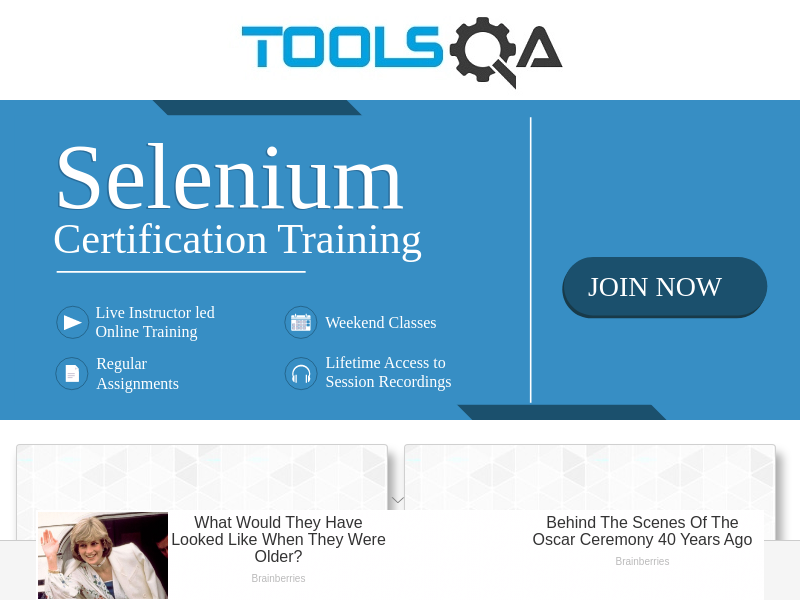 TOOLSQA
Selenium
Certification Training
JOIN NOW
Live Instructor led
Online Training
Weekend Classes
Regular
Assignments
Lifetime Access to
Session Recordings
What Would They Have
Looked Like When They Were
Older?
Brainberries
Behind The Scenes Of The
Oscar Ceremony 40 Years Ago
Brainberries